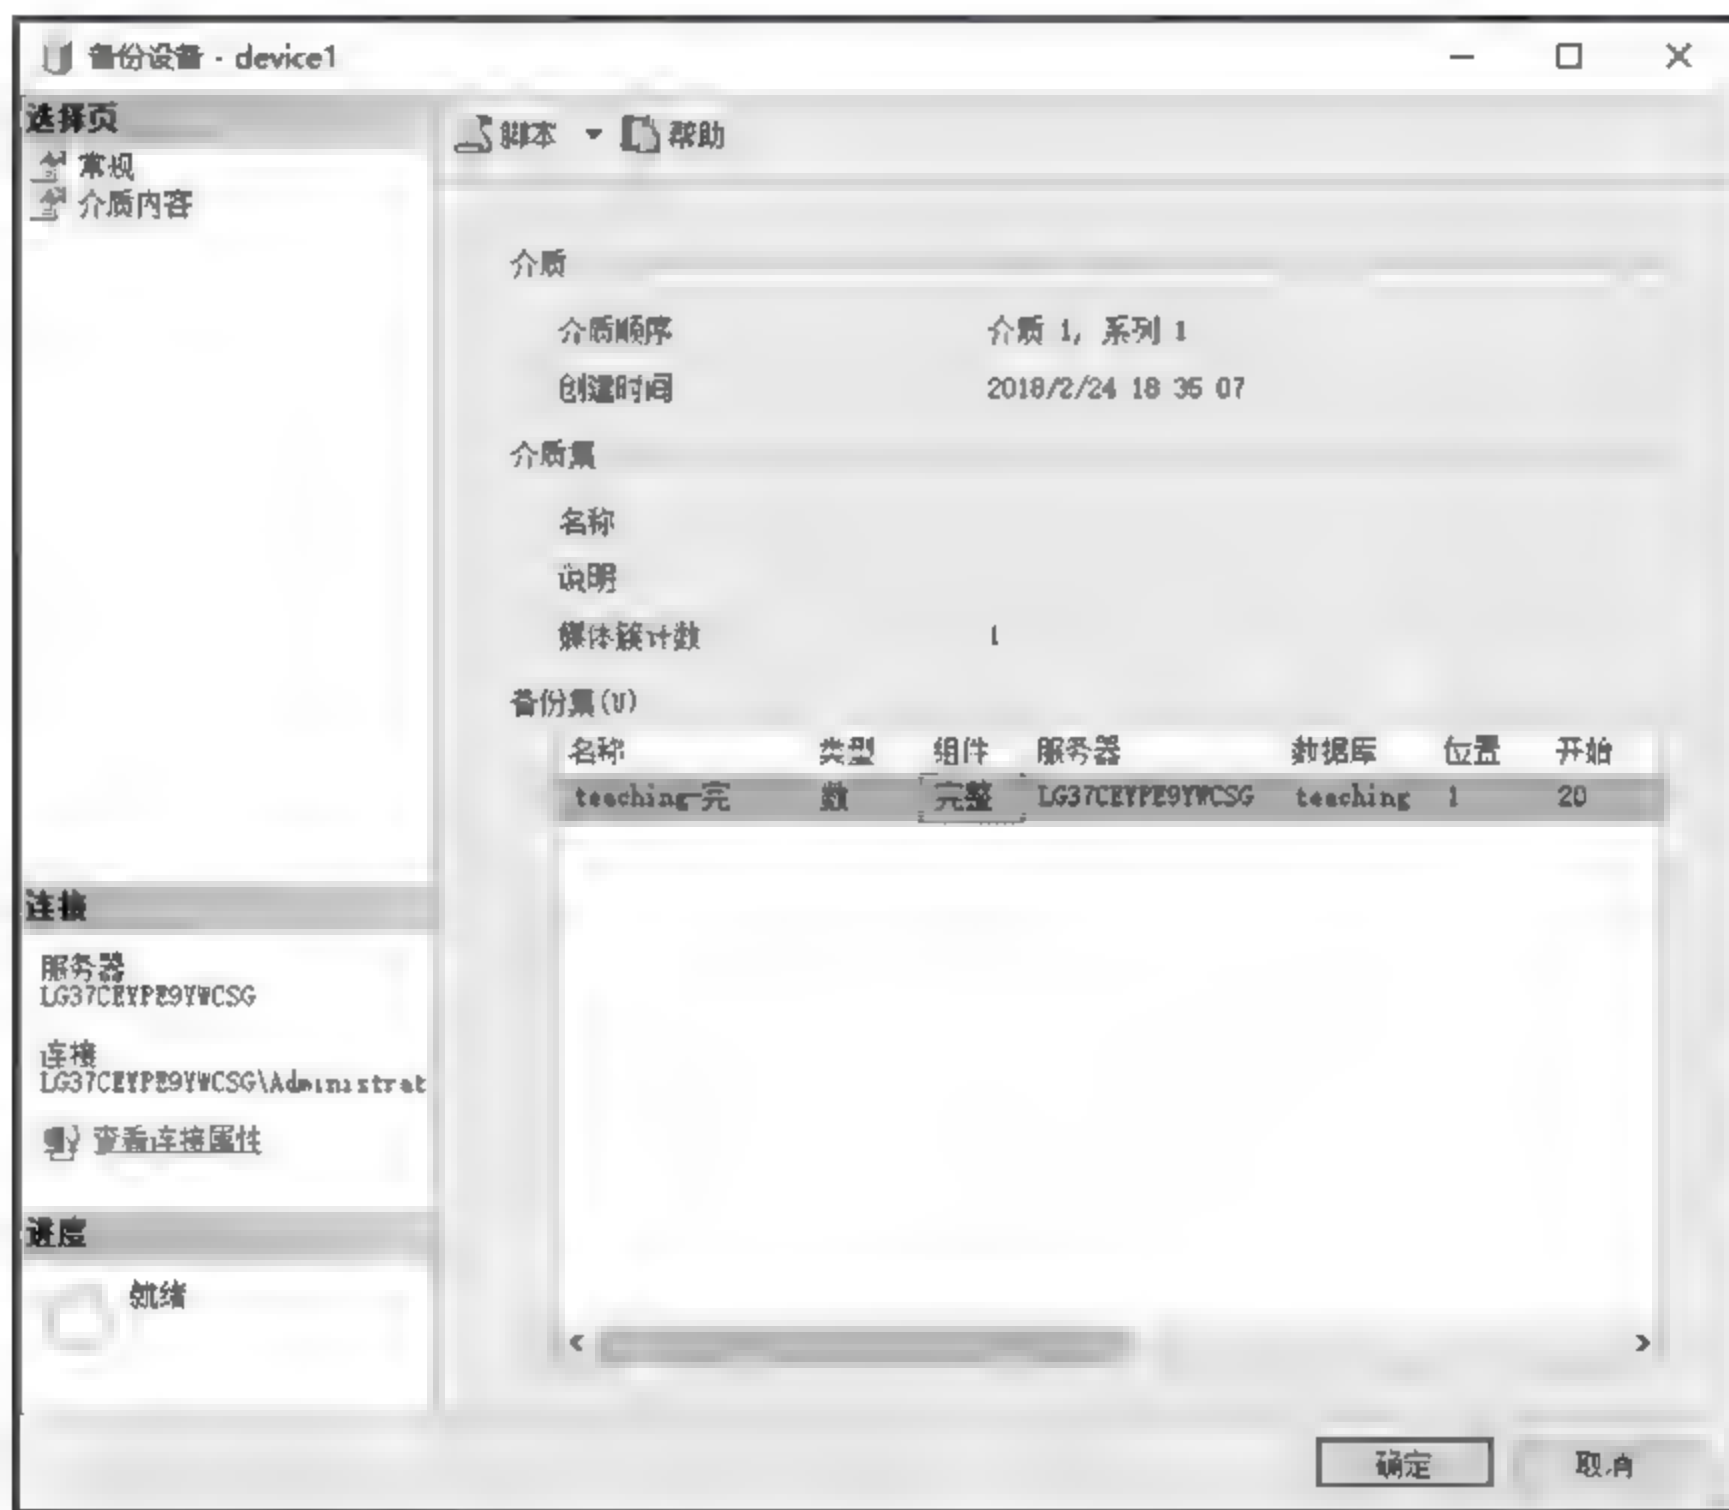 备份设备 - device1
选择页
常规
介质内容
脚本 帮助
介质
介质顺序 介质 1, 系列 1
创建时间 2018/2/24 18 35 07
介质集
名称
说明
媒体簇计数 1
备份集(U)
名称 类型 组件 服务器 数据库 位置 开始
teaching-完 数 完整 LG37CEYPE9YWCSG teaching 1 20
连接
服务器
LG37CEYPE9YWCSG
连接
LG37CEYPE9YWCSG\Administrat
查看连接属性
进度
就绪
确定 取消